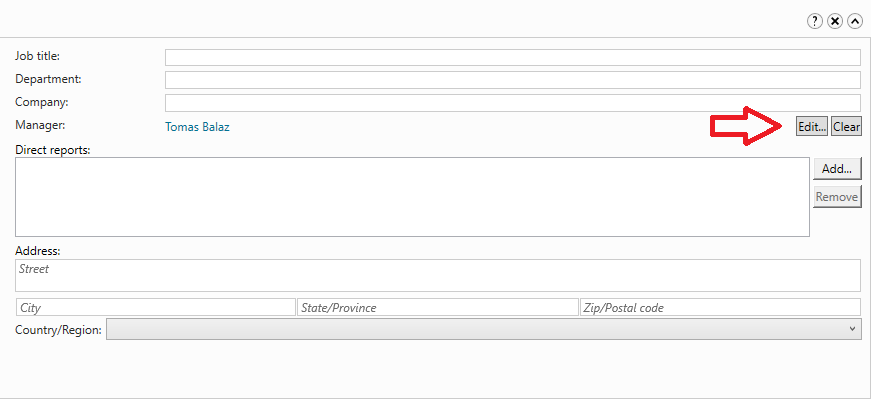 ?
Job title:
Department:
Company:
Manager: Tomas Balaz Edit... Clear
Direct reports:
Add...
Remove
Address:
Street
City State/Province Zip/Postal code
Country/Region: